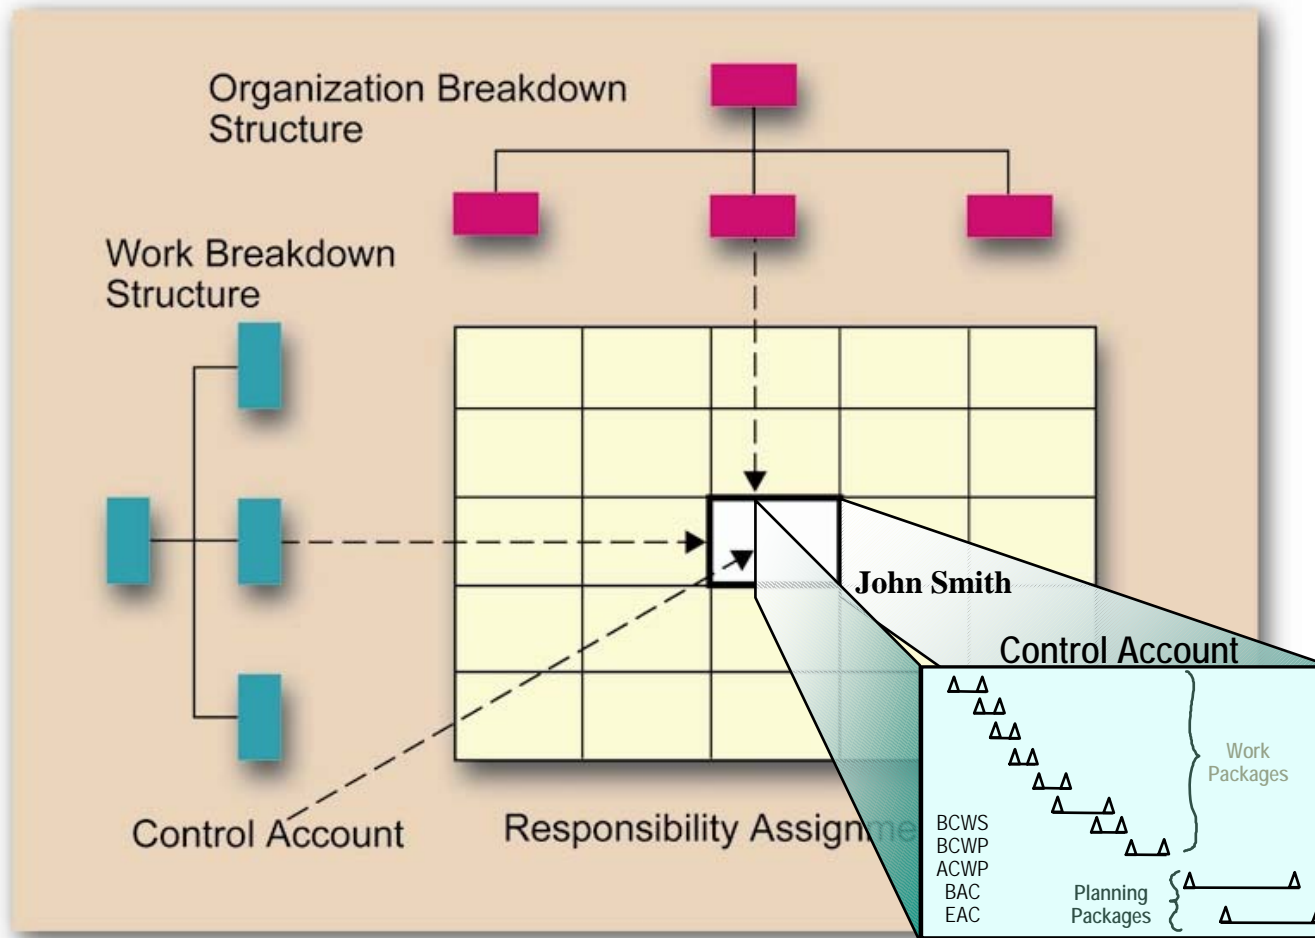 Organization Breakdown
Structure
Work Breakdown
Structure
John Smith
Control Account
Work
Packages
Control Account
Responsibility Assignme
BCWS
BCWP
ACWP
BAC
EAC
Planning
Packages